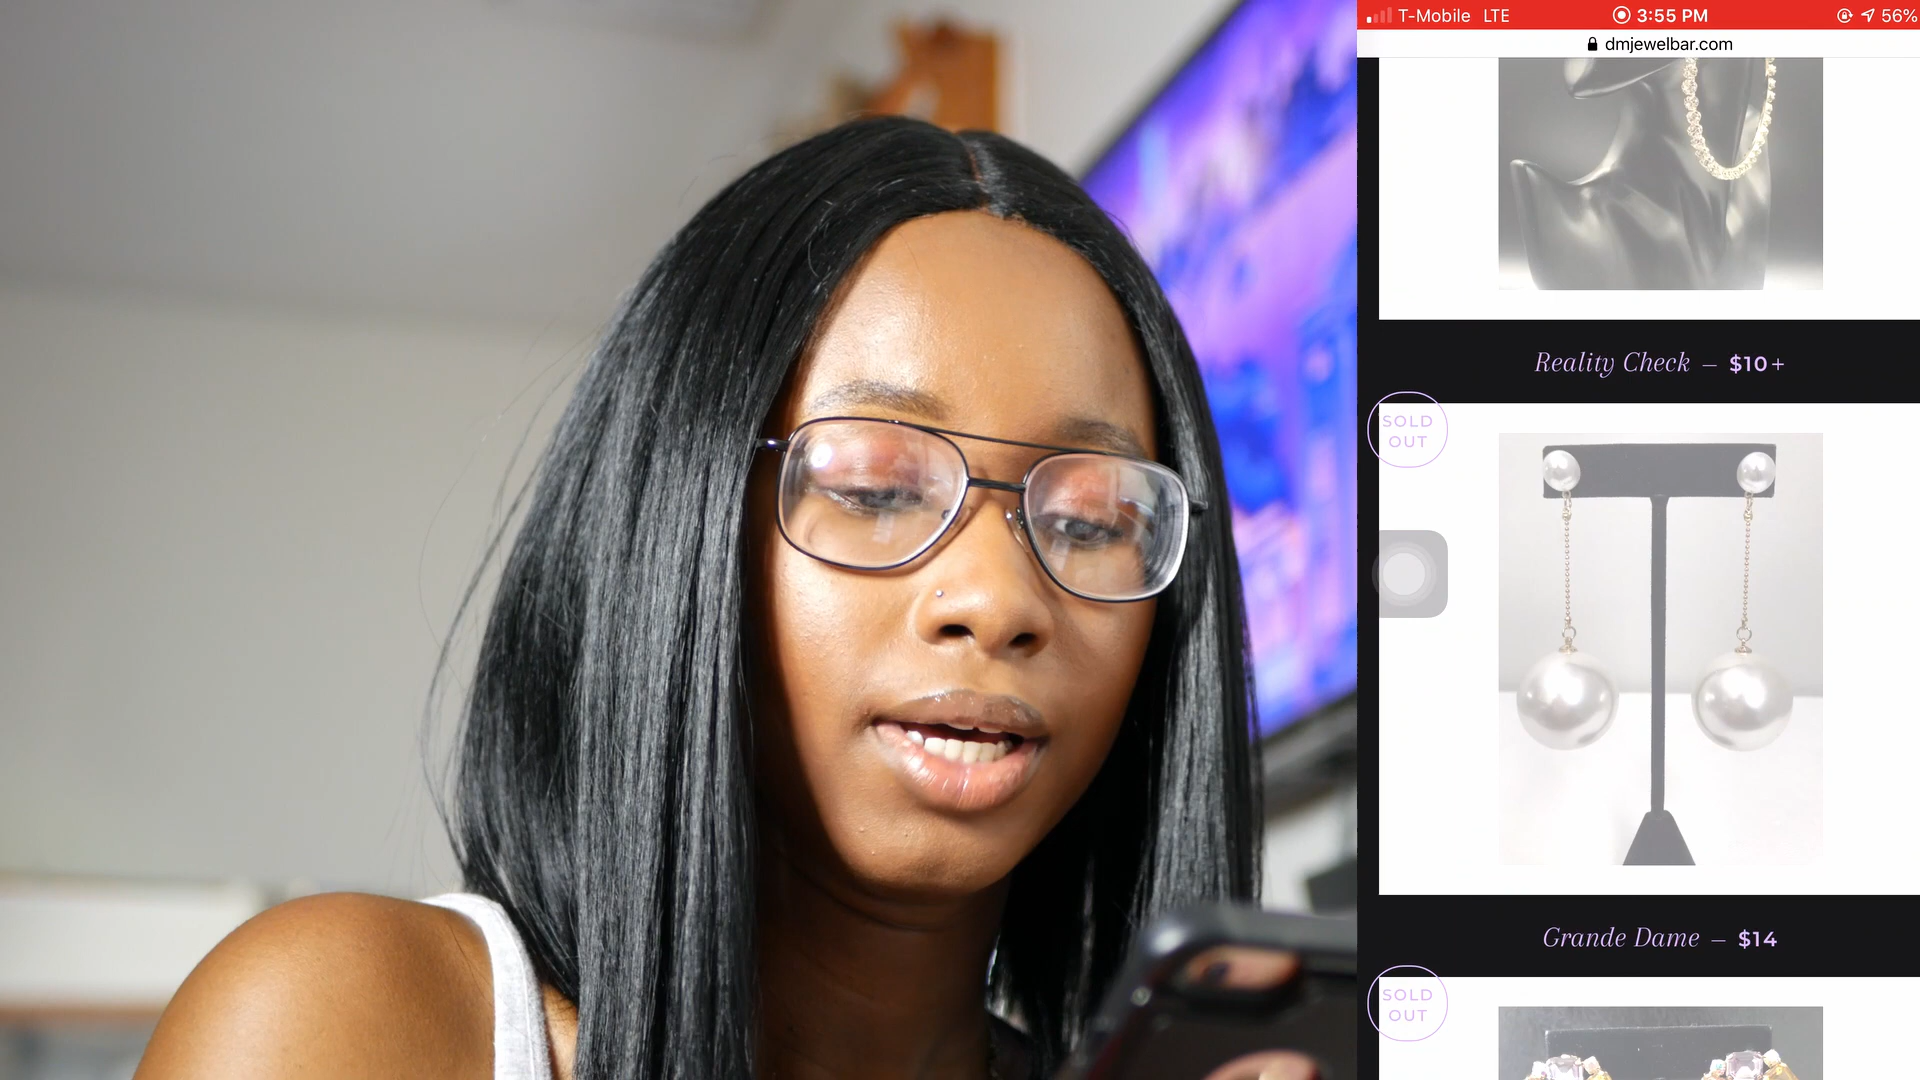 T-Mobile LTE 3:55 PM 56%
dmjewelbar.com
Reality Check – $10+
SOLD
OUT
Grande Dame – $14
SOLD
OUT